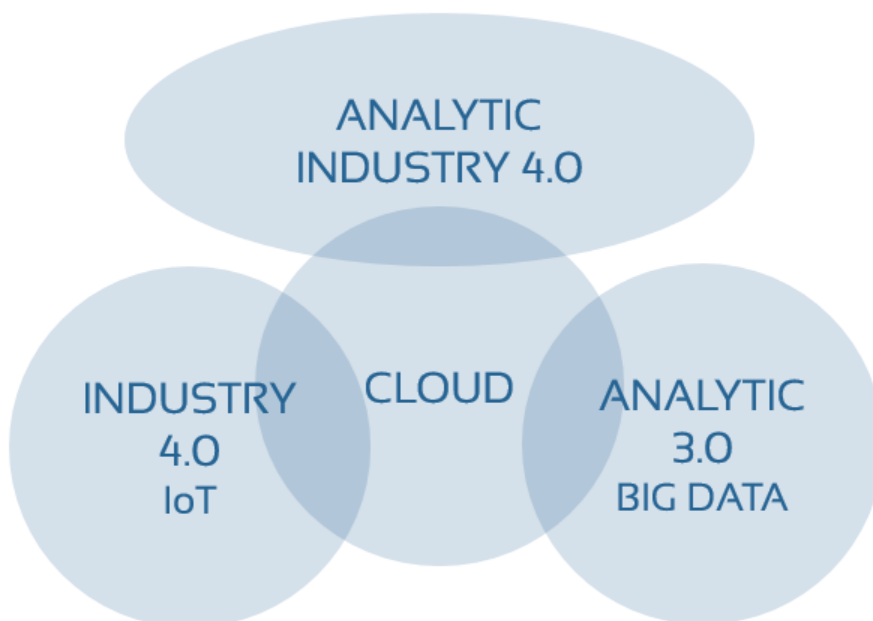 ANALYTIC
INDUSTRY 4.0
CLOUD
INDUSTRY
4.0
IoT
ANALYTIC
3.0
BIG DATA